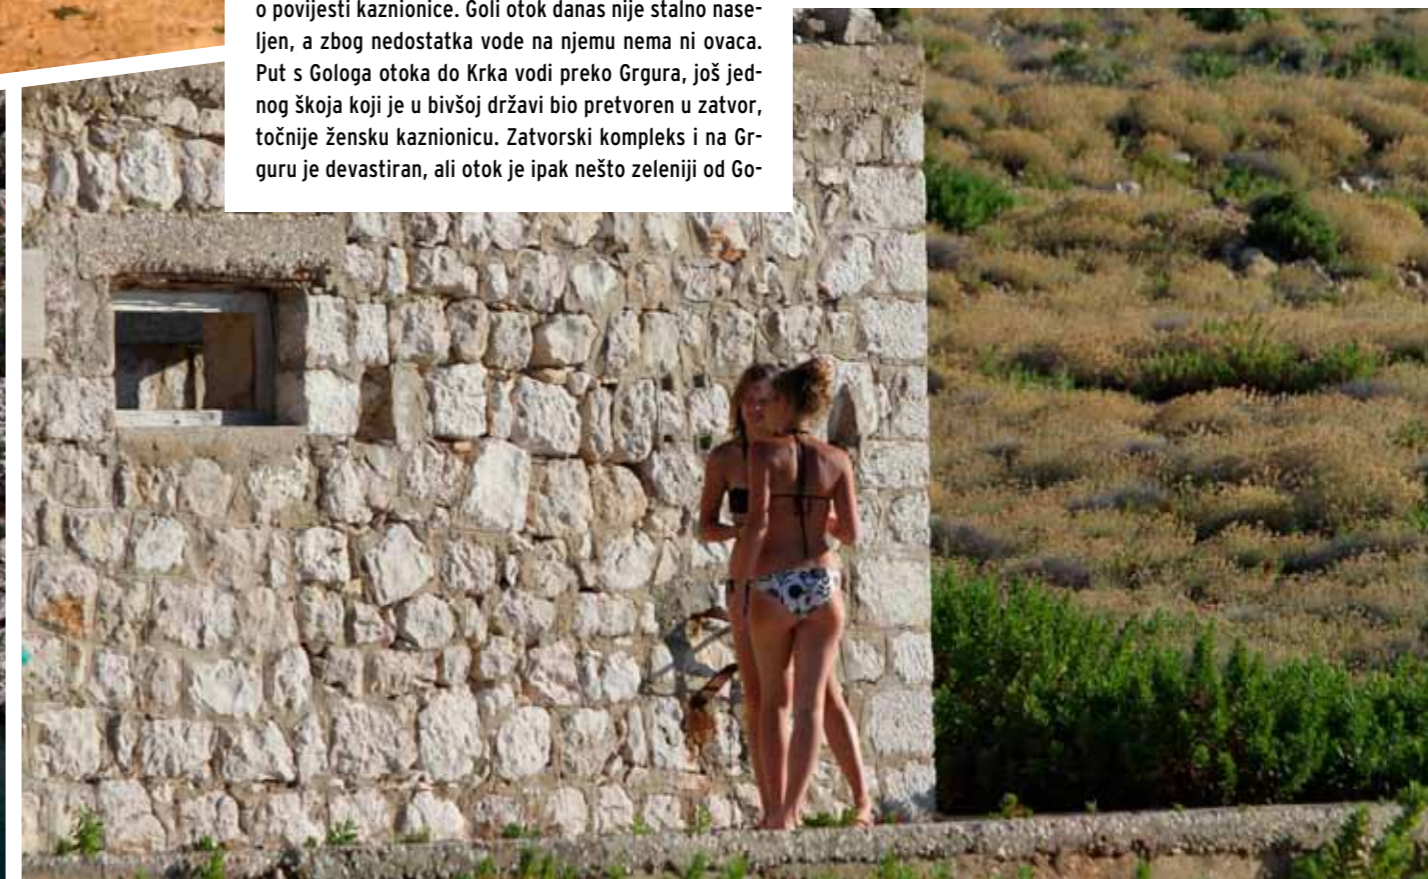 o povijesti kaznionice. Goli otok danas nije stalno nase-
ljen, a zbog nedostatka vode na njemu nema ni ovaca.
Put s Gologa otoka do Krka vodi preko Grgura, još jed-
nog škoja koji je u bivšoj državi bio pretvoren u zatvor,
točnije žensku kaznionicu. Zatvorski kompleks i na Gr-
guru je devastiran, ali otok je ipak nešto zeleniji od Go-